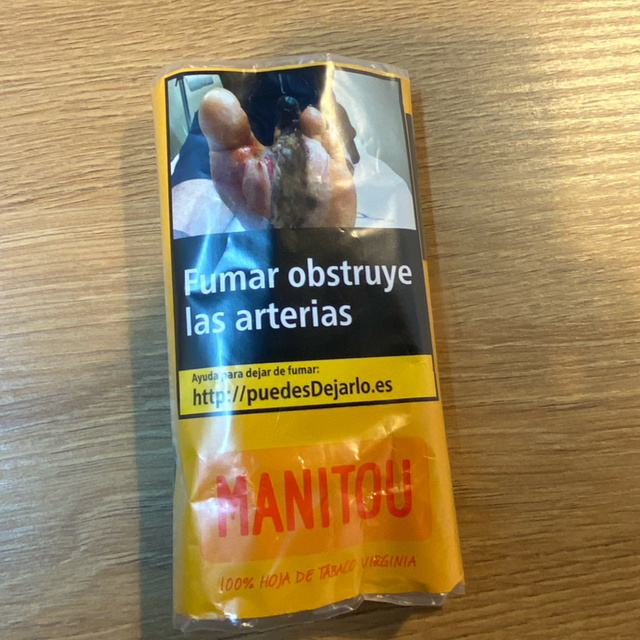 Fumar obstruye
las arterias
Ayuda para dejar de fumar:
http://puedesDejarlo.es
MANITOU
100% HOJA DE TABACO VIRGINIA